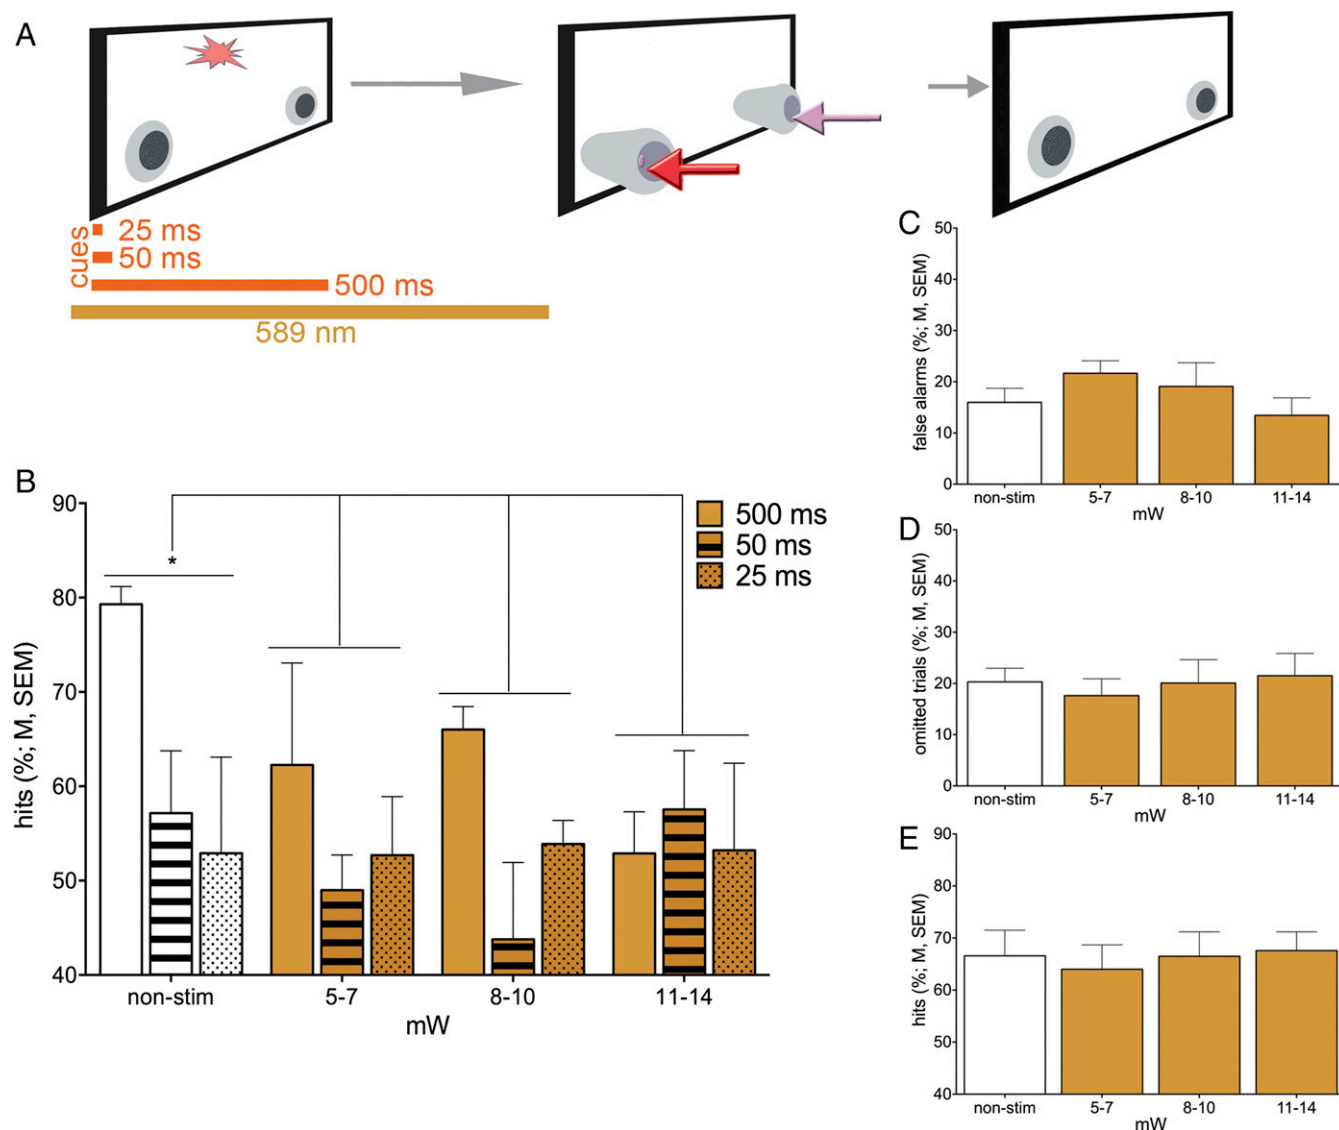 A
cues
25 ms
50 ms
500 ms
589 nm
B
90
80
70
60
50
40
hits (%; M, SEM)
*
500 ms
50 ms
25 ms
non-stim 5-7 8-10 11-14
mW
C
50
40
30
20
10
0
false alarms (%; M, SEM)
non-stim 5-7 8-10 11-14
mW
D
50
40
30
20
10
0
omitted trials (%; M, SEM)
non-stim 5-7 8-10 11-14
mW
E
90
80
70
60
50
40
hits (%; M, SEM)
non-stim 5-7 8-10 11-14
mW